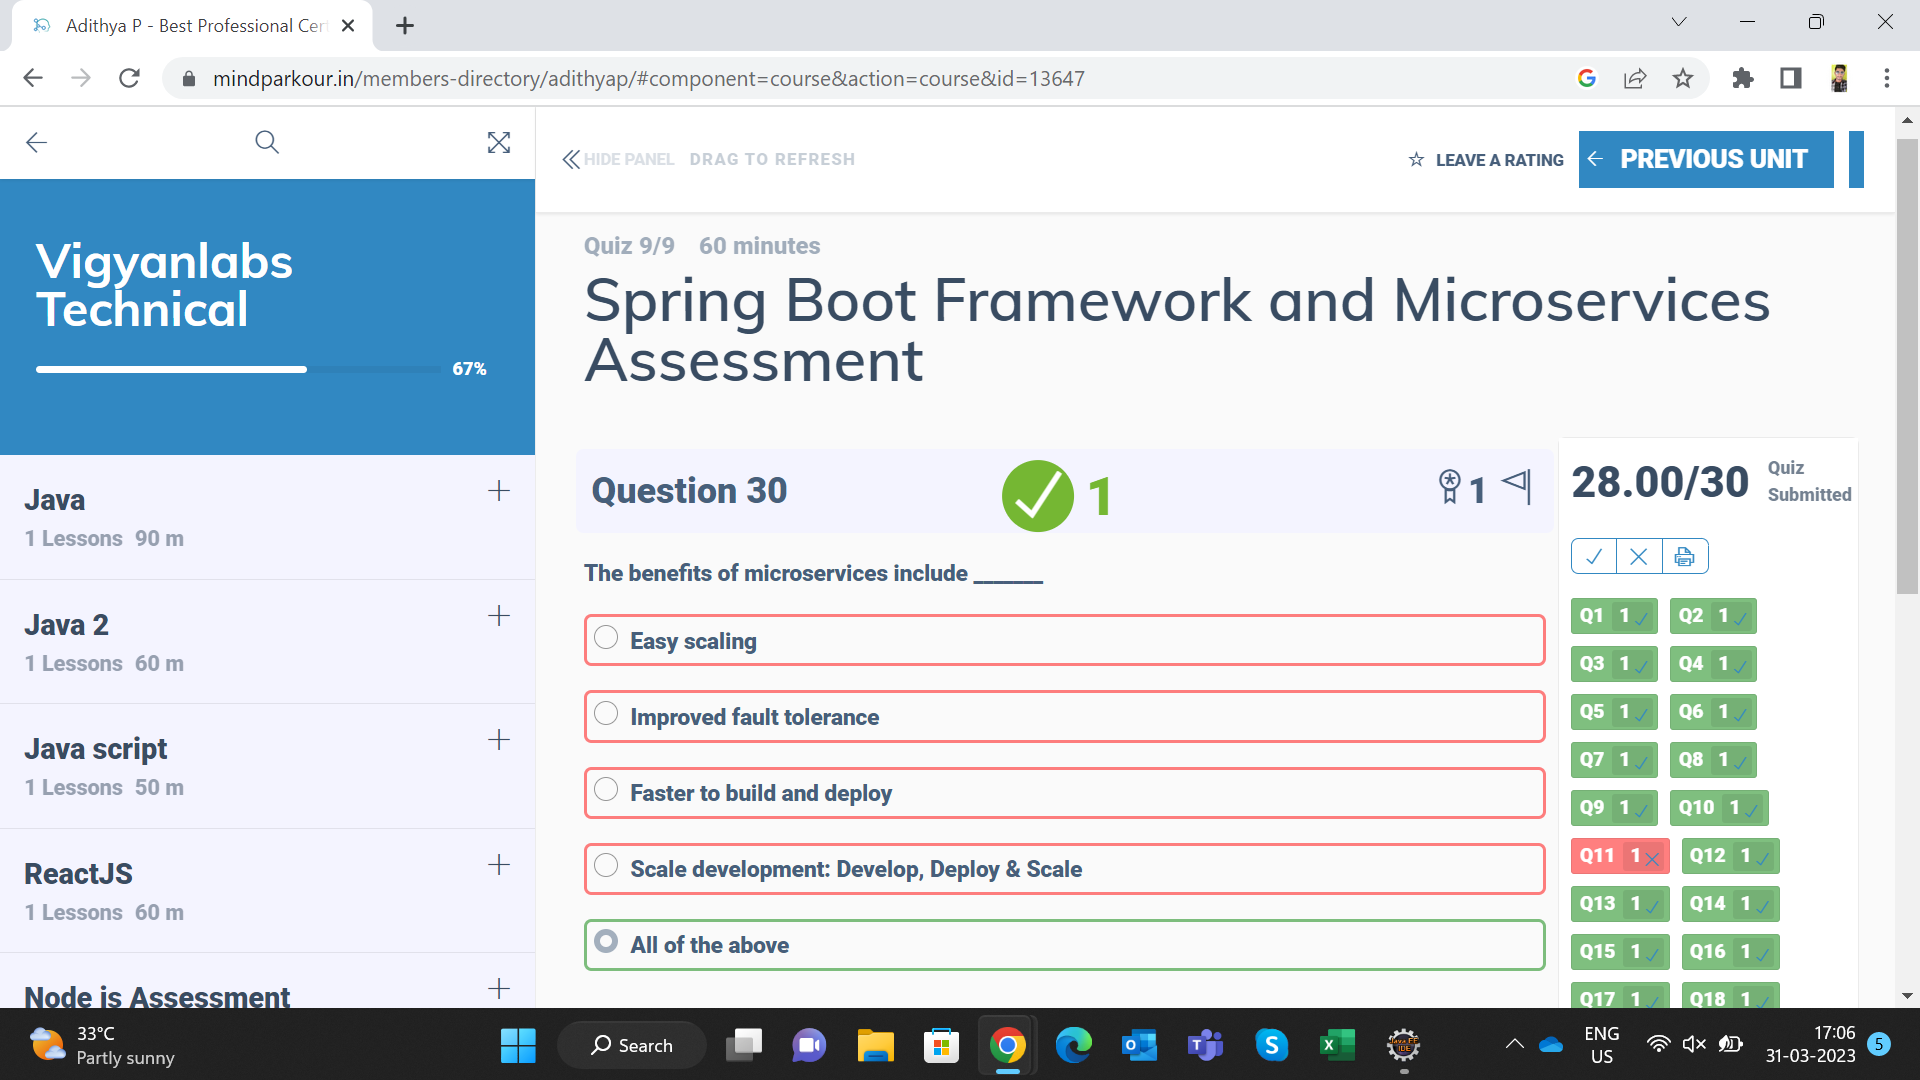 Adithya P - Best Professional Cer
mindparkour.in/members-directory/adithyap/#component=course&action=course&id=13647
HIDE PANEL DRAG TO REFRESH
LEAVE A RATING
PREVIOUS UNIT
Vigyanlabs
Technical
67%
Java
1 Lessons 90 m
Java 2
1 Lessons 60 m
Java script
1 Lessons 50 m
ReactJS
1 Lessons 60 m
Node js Assessment
Quiz 9/9 60 minutes
Spring Boot Framework and Microservices
Assessment
Question 30
1
1
The benefits of microservices include _______
Easy scaling
Improved fault tolerance
Faster to build and deploy
Scale development: Develop, Deploy & Scale
All of the above
28.00/30
Quiz
Submitted
Q1 1 Q2 1
Q3 1 Q4 1
Q5 1 Q6 1
Q7 1 Q8 1
Q9 1 Q10 1
Q11 1 Q12 1
Q13 1 Q14 1
Q15 1 Q16 1
Q17 1 Q18 1
33°C
Partly sunny
Search
ENG
US
17:06
31-03-2023
5